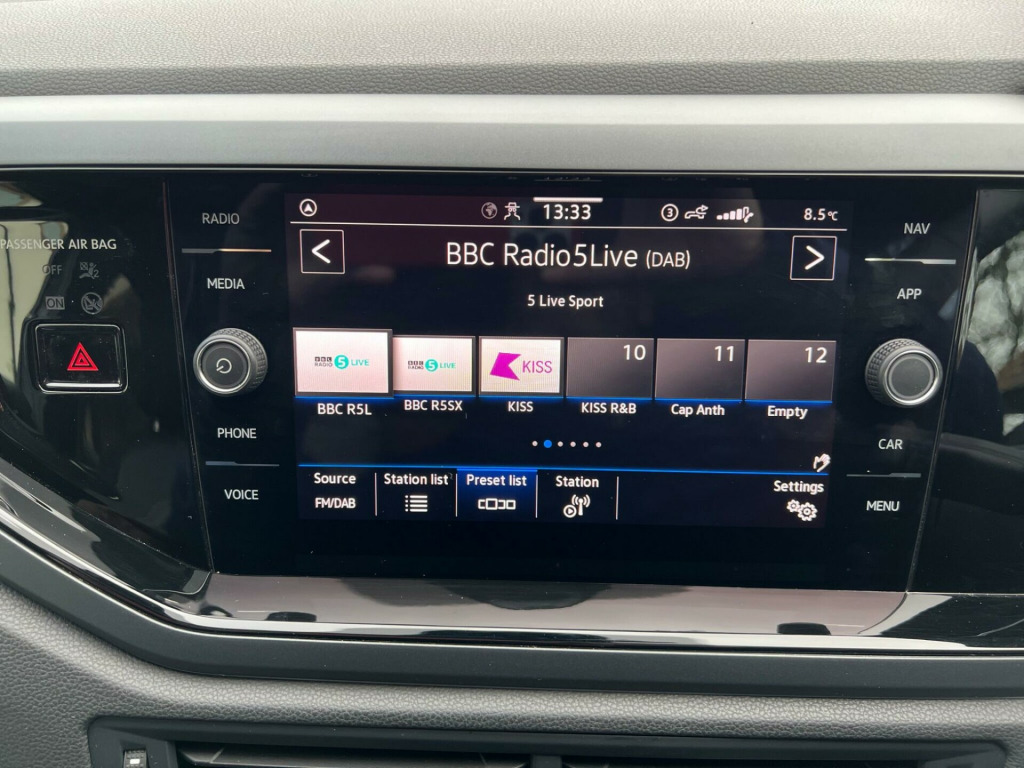 RADIO
MEDIA
PHONE
VOICE
PASSENGER AIR BAG
OFF
ON
13:33
3
8.5°C
<
BBC Radio5Live (DAB)
>
5 Live Sport
BBC RADIO 5 LIVE
BBC RADIO 5 LIVE
KISS
10
11
12
BBC R5L
BBC R5SX
KISS
KISS R&B
Cap Anth
Empty
Source
FM/DAB
Station list
Preset list
Station
Settings
NAV
APP
CAR
MENU